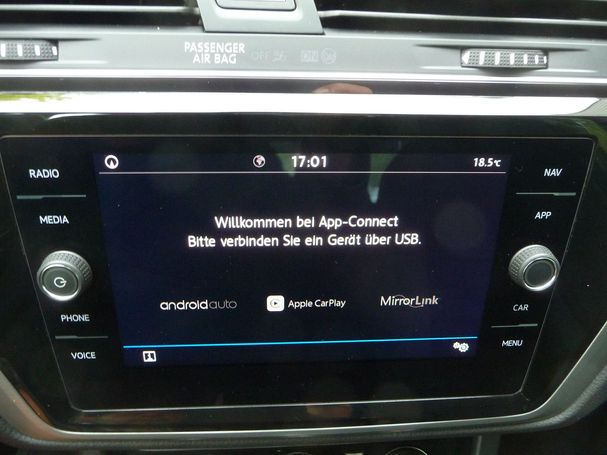 PASSENGER
AIR BAG OFF ON
17:01 18.5°C
RADIO NAV
MEDIA APP
Willkommen bei App-Connect
Bitte verbinden Sie ein Gerät über USB.
androidauto Apple CarPlay MirrorLink
PHONE CAR
VOICE MENU